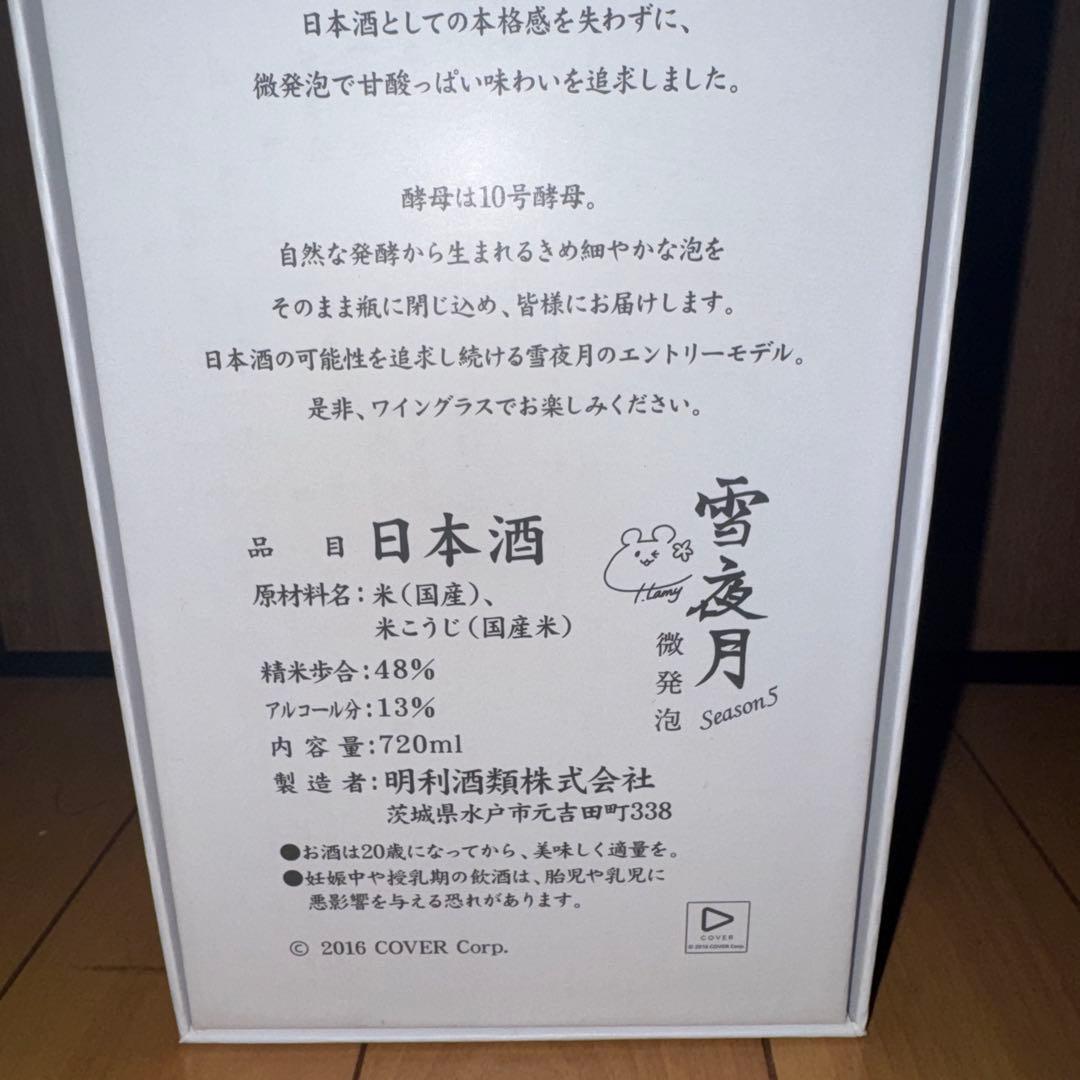 日本酒としての本格感を失わずに、
微発泡で甘酸っぱい味わいを追求しました。
酵母は10号酵母。
自然な発酵から生まれるきめ細やかな泡を
そのまま瓶に閉じ込め、皆様にお届けします。
日本酒の可能性を追求し続ける雪夜月のエントリーモデル。
是非、ワイングラスでお楽しみください。
品 目 日本酒
原材料名：米（国産）、
米こうじ（国産米）
精米歩合：48％
アルコール分：13％
内容量：720ml
製造者：明利酒類株式会社
茨城県水戸市元吉田町338
雪夜月
微発泡
Season5
Lamy
●お酒は20歳になってから、美味しく適量を。
●妊娠中や授乳期の飲酒は、胎児や乳児に
悪影響を与える恐れがあります。
© 2016 COVER Corp.
COVER
© 2016 COVER Corp.